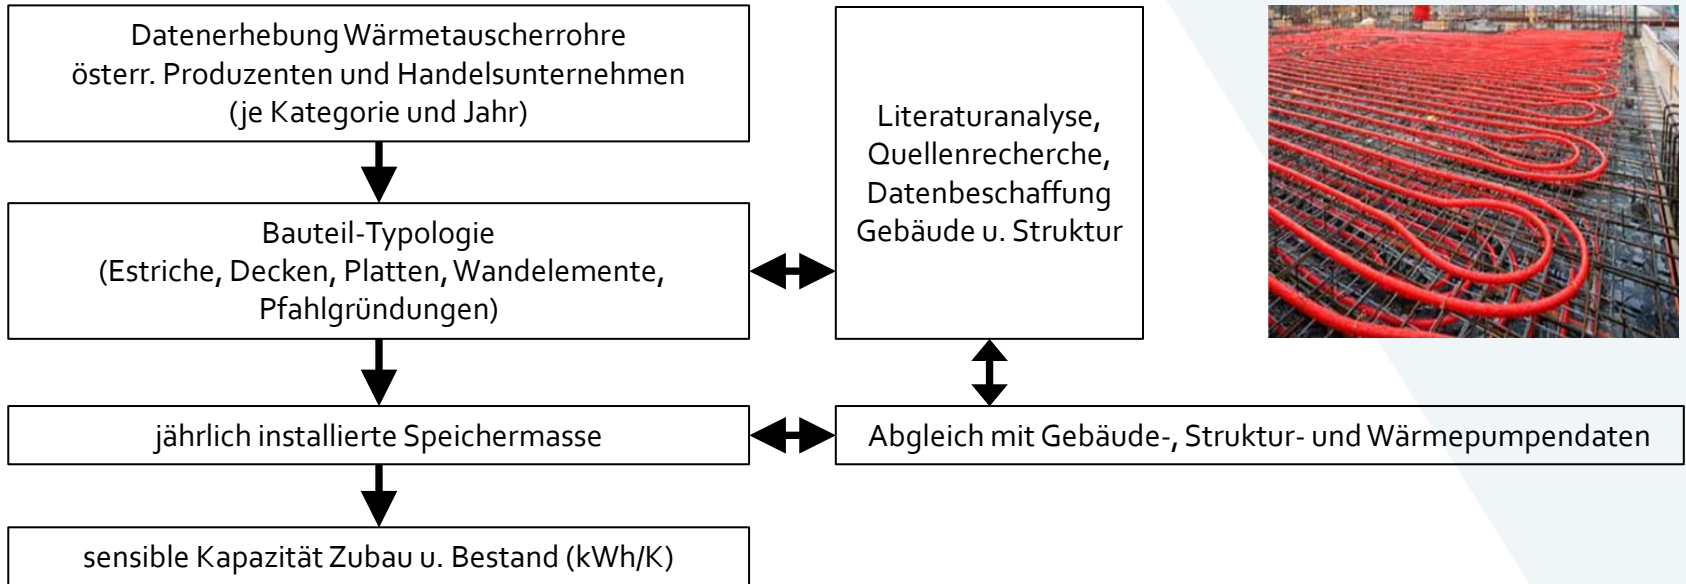 Datenerhebung Wärmetauscherrohre
österr. Produzenten und Handelsunternehmen
(je Kategorie und Jahr)
Bauteil-Typologie
(Estriche, Decken, Platten, Wandelemente,
Pfahlgründungen)
Literaturanalyse,
Quellenrecherche,
Datenbeschaffung
Gebäude u. Struktur
jährlich installierte Speichermasse
Abgleich mit Gebäude-, Struktur- und Wärmepumpendaten
sensible Kapazität Zubau u. Bestand (kWh/K)